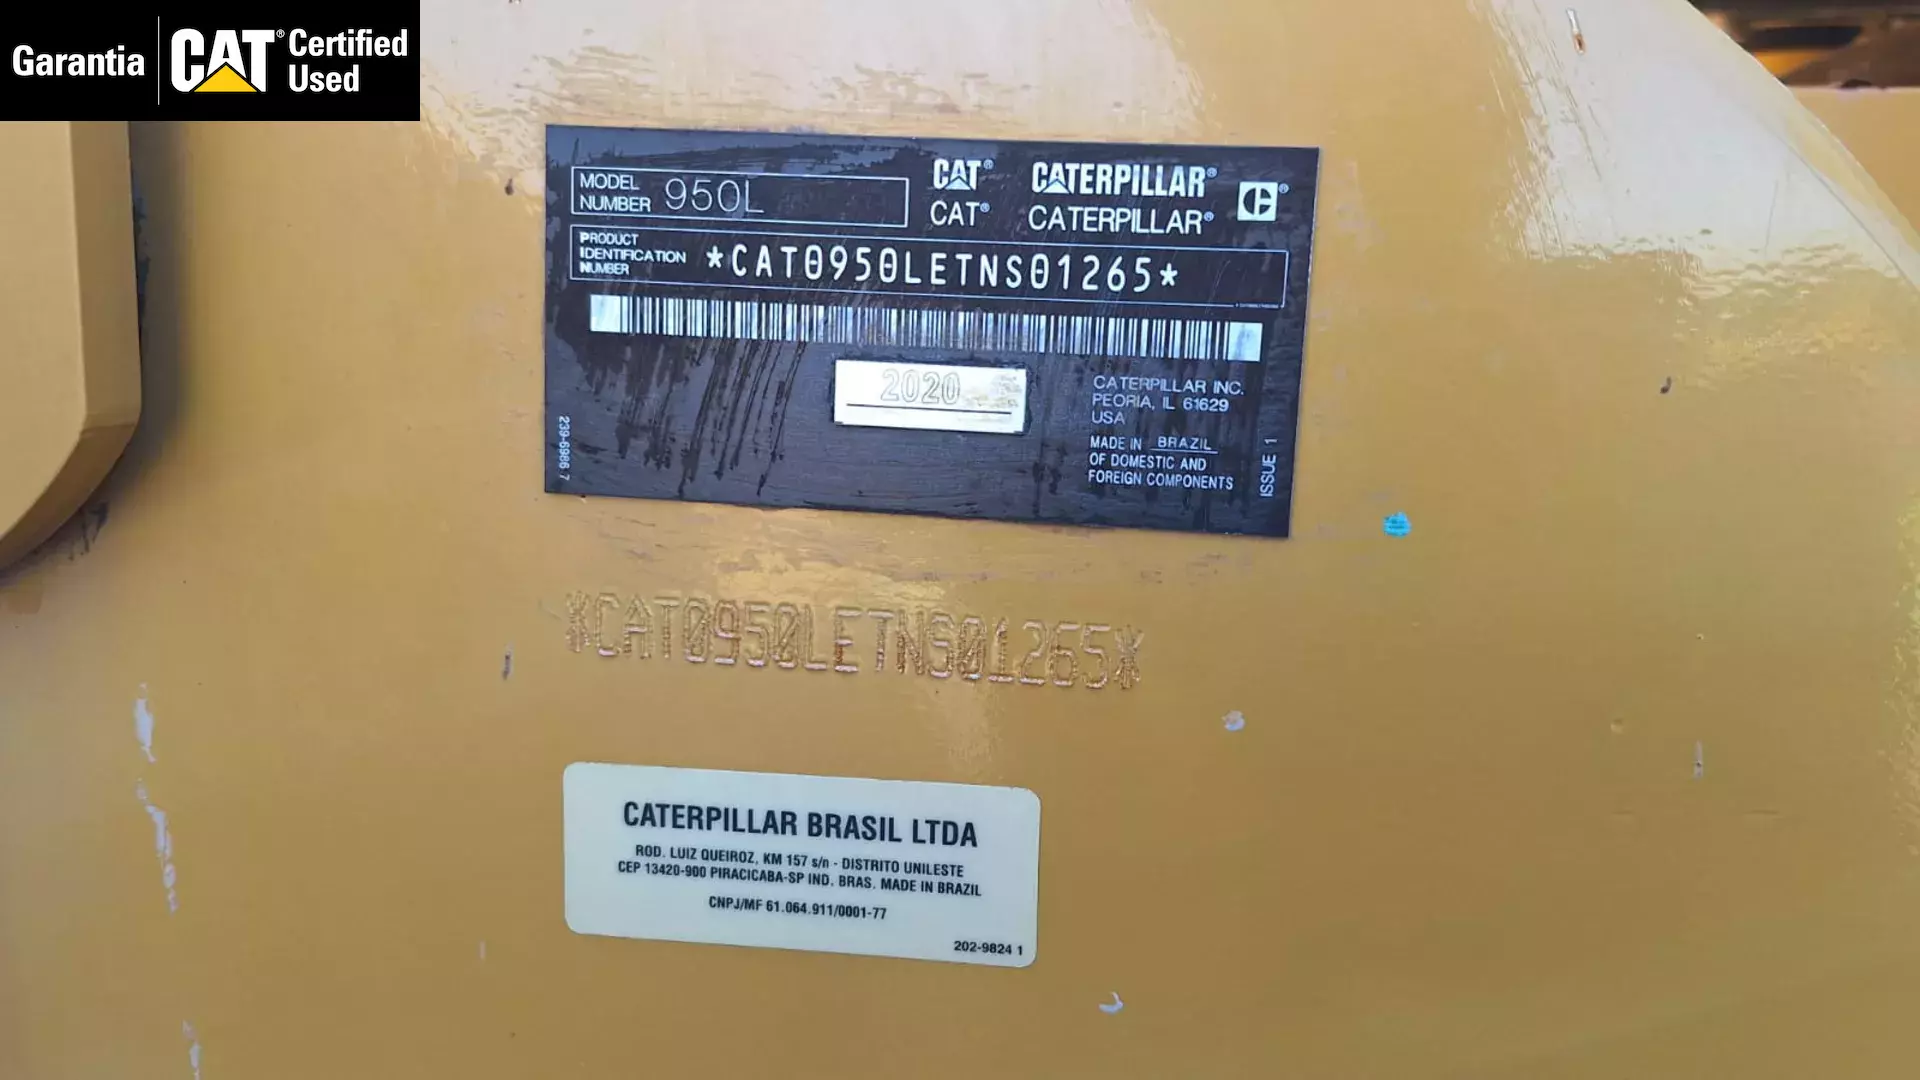 Garantia
CAT® Certified
Used
MODEL
NUMBER 950L
CAT® CATERPILLAR®
CAT® CATERPILLAR®
PRODUCT
IDENTIFICATION
NUMBER
*CAT0950LETNS01265*
2020
CATERPILLAR INC.
PEORIA, IL 61629
USA
MADE IN BRAZIL
OF DOMESTIC AND
FOREIGN COMPONENTS
239-6986 7
ISSUE 1
*CAT0950LETNS01265*
CATERPILLAR BRASIL LTDA
ROD. LUIZ QUEIROZ, KM 157 s/n - DISTRITO UNILESTE
CEP 13420-900 PIRACICABA-SP IND. BRAS. MADE IN BRAZIL
CNPJ/MF 61.064.911/0001-77
202-9824 1